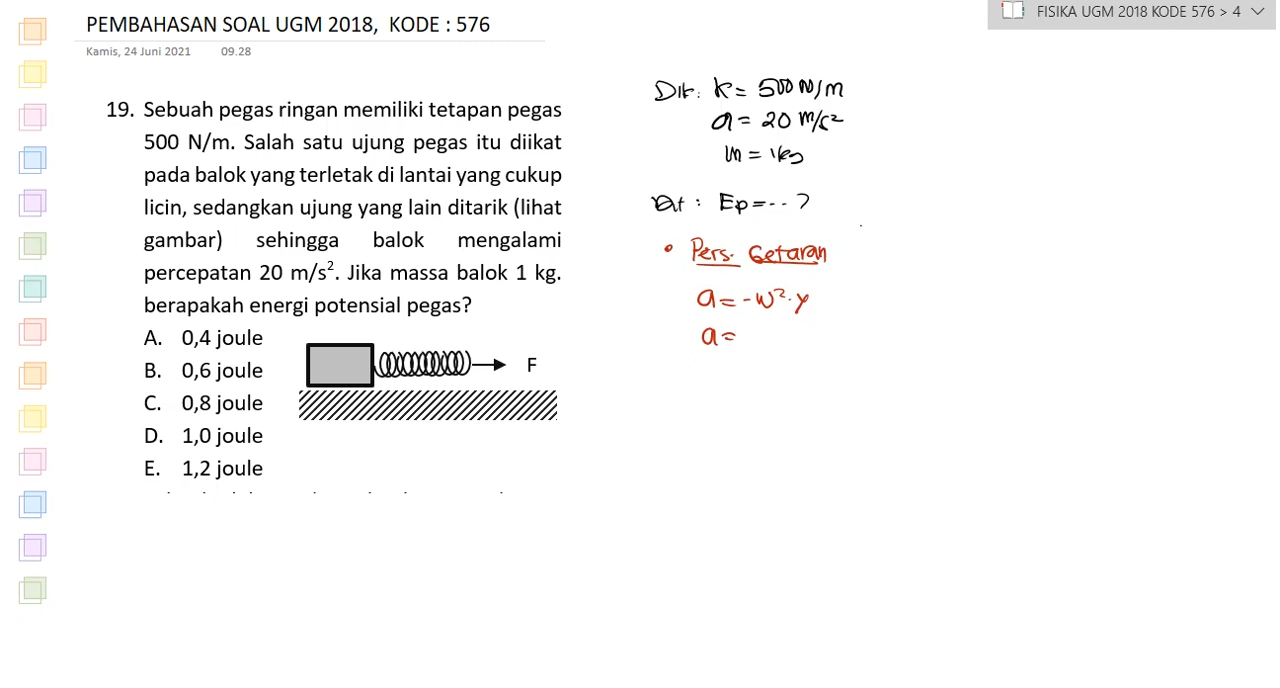 PEMBAHASAN SOAL UGM 2018, KODE : 576
Kamis, 24 Juni 2021 09.28
FISIKA UGM 2018 KODE 576 > 4
19. Sebuah pegas ringan memiliki tetapan pegas
500 N/m. Salah satu ujung pegas itu diikat
pada balok yang terletak di lantai yang cukup
licin, sedangkan ujung yang lain ditarik (lihat
gambar) sehingga balok mengalami
percepatan 20 m/s². Jika massa balok 1 kg.
berapakah energi potensial pegas?
A. 0,4 joule
B. 0,6 joule
C. 0,8 joule
D. 1,0 joule
E. 1,2 joule
F
Dik: k = 500 N/m
a = 20 m/s²
m = 1kg
Dit : Ep = -- ?
• Pers. Getaran
a = -w².y
a =